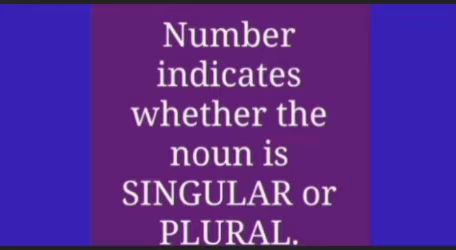 Number
indicates
whether the
noun is
SINGULAR or
PLURAL.